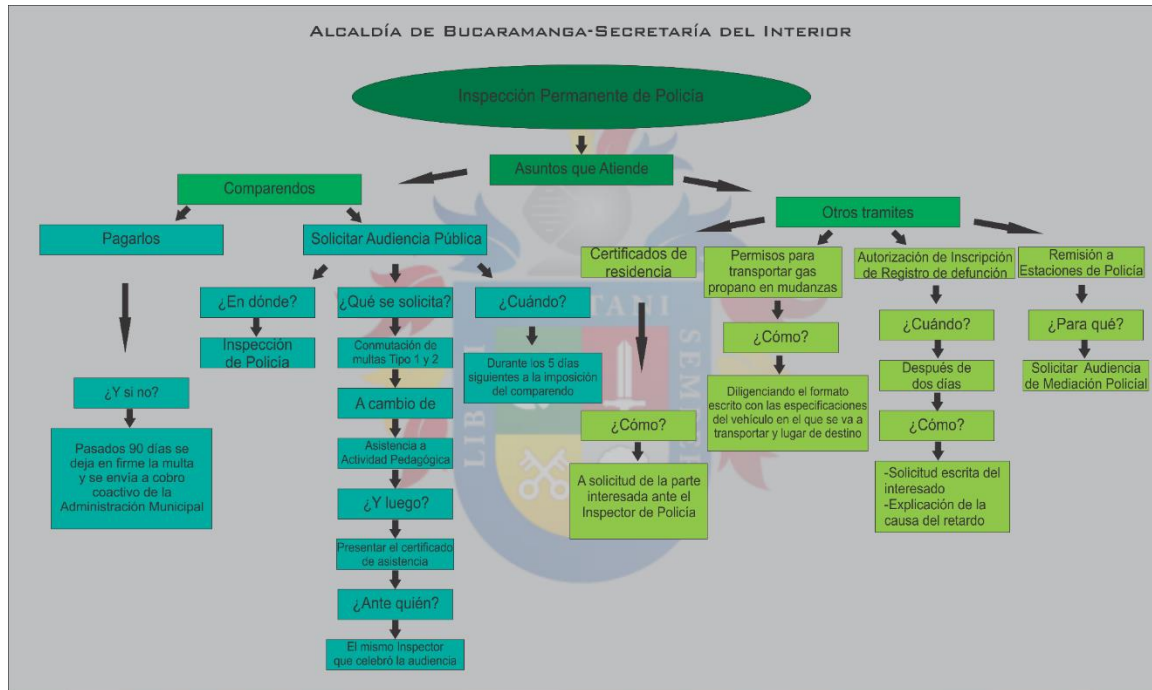 ALCALDÍA DE BUCARAMANGA-SECRETARÍA DEL INTERIOR
Inspección Permanente de Policía
Asuntos que Atiende
Comparendos
Pagarlos
¿Y si no?
Pasados 90 días se
deja en firme la multa
y se envía a cobro
coactivo de la
Administración Municipal
Solicitar Audiencia Pública
¿En dónde?
Inspección
de Policía
¿Qué se solicita?
Conmutación de
multas Tipo 1 y 2
A cambio de
Asistencia a
Actividad Pedagógica
¿Y luego?
Presentar el certificado
de asistencia
¿Ante quién?
El mismo Inspector
que celebró la audiencia
¿Cuándo?
Durante los 5 días
siguientes a la imposición
del comparendo
Otros tramites
Certificados de
residencia
¿Cómo?
A solicitud de la parte
interesada ante el
Inspector de Policía
Permisos para
transportar gas
propano en mudanzas
¿Cómo?
Diligenciando el formato
escrito con las especificaciones
del vehículo en el que se va a
transportar y lugar de destino
Autorización de Inscripción
de Registro de defunción
¿Cuándo?
Después de
dos días
¿Cómo?
-Solicitud escrita del
interesado
-Explicación de la
causa del retardo
Remisión a
Estaciones de Policía
¿Para qué?
Solicitar Audiencia
de Mediación Policial